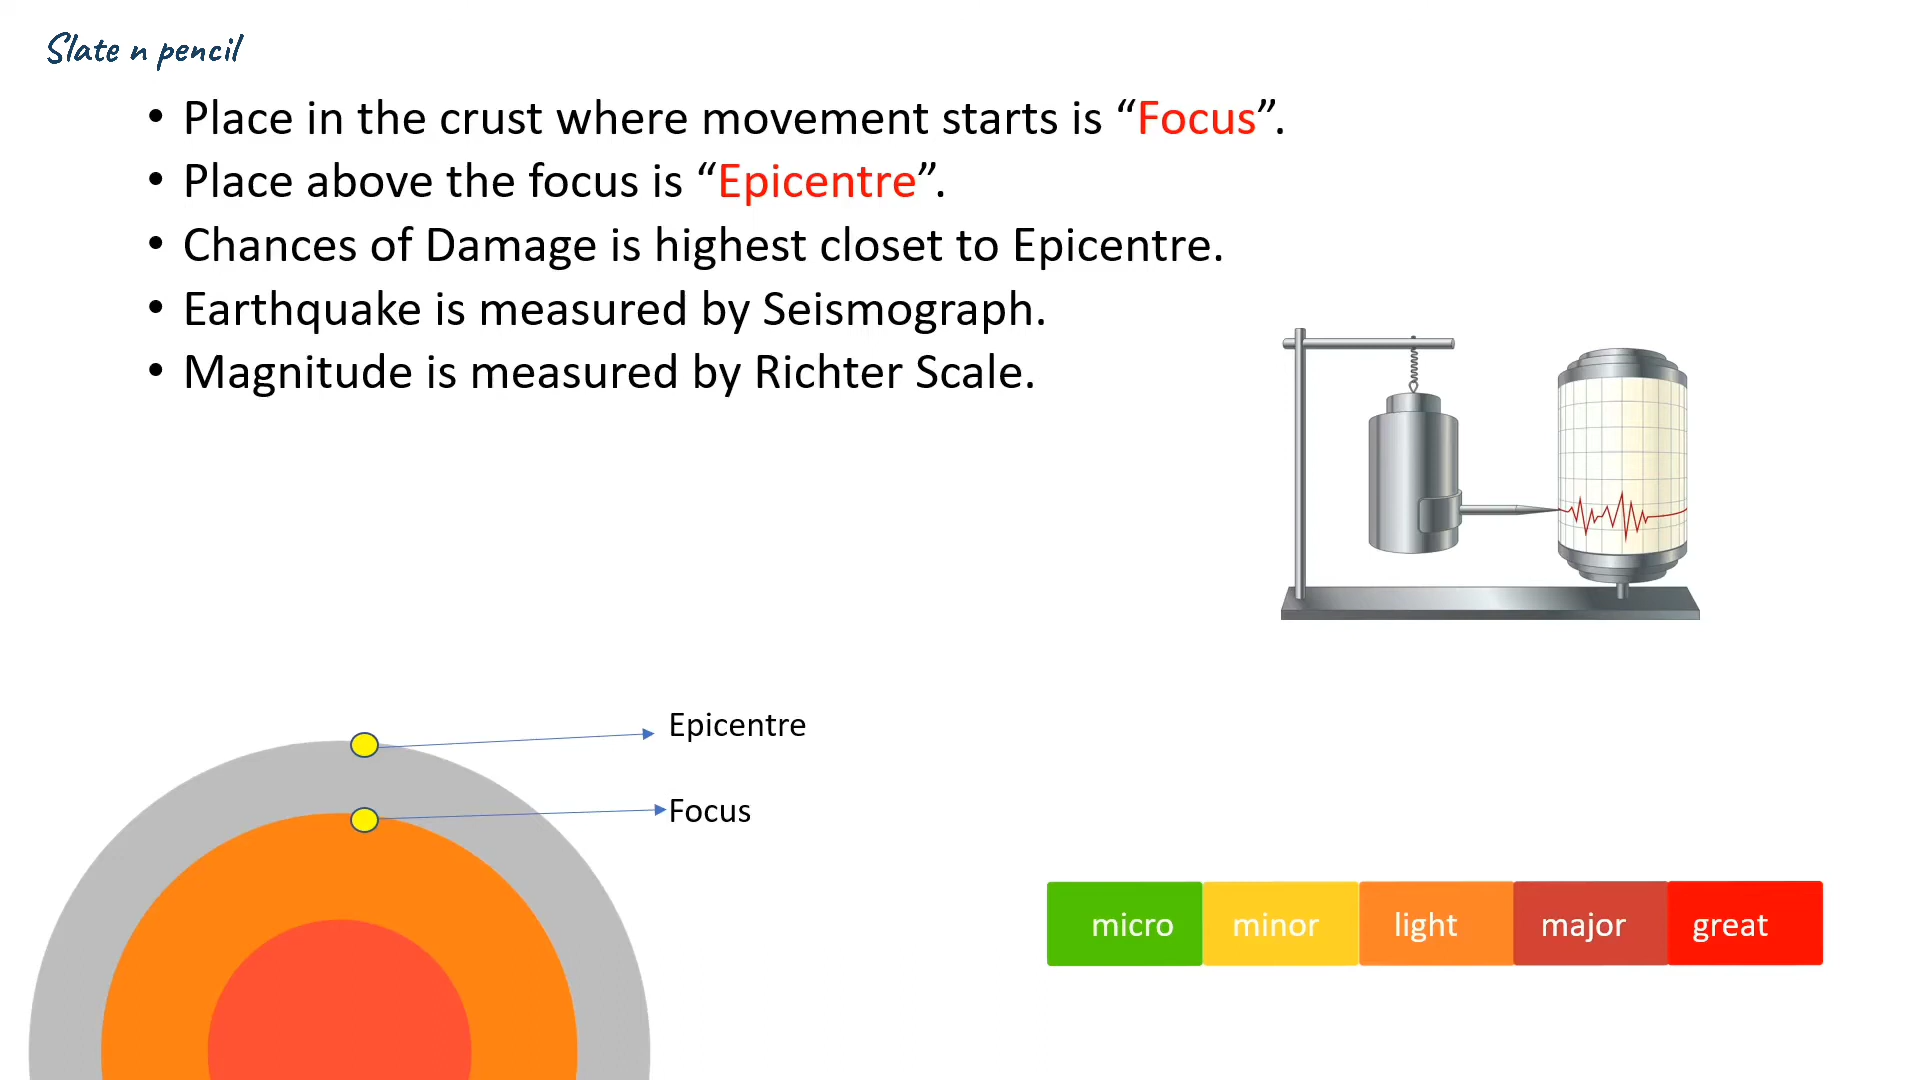 Slate n pencil
• Place in the crust where movement starts is “Focus”.
• Place above the focus is “Epicentre”.
• Chances of Damage is highest closet to Epicentre.
• Earthquake is measured by Seismograph.
• Magnitude is measured by Richter Scale.
Epicentre
Focus
micro minor light major great